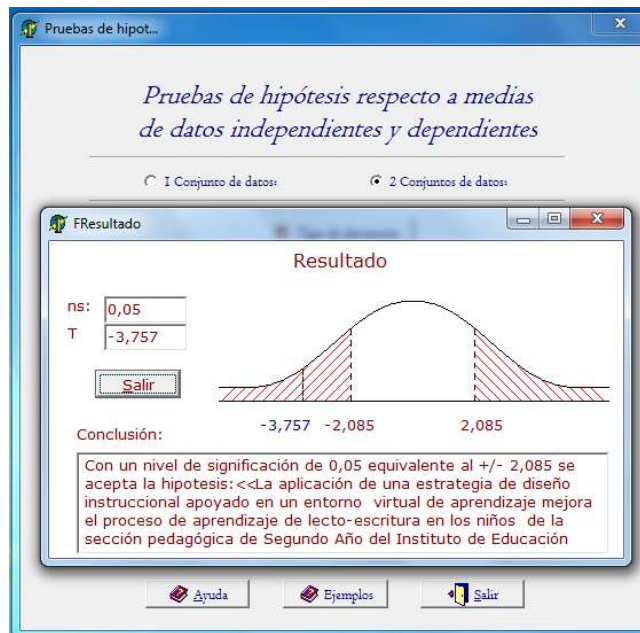 Pruebas de hipot...
Pruebas de hipótesis respecto a medias
de datos independientes y dependientes
1 Conjunto de datos:
2 Conjuntos de datos:
FResultado
Resultado
ns: 0,05
T -3,757
Salir
-3,757 -2,085 2,085
Conclusión:
Con un nivel de significación de 0,05 equivalente al +/- 2,085 se
acepta la hipotesis:<<La aplicación de una estrategia de diseño
instruccional apoyado en un entorno virtual de aprendizaje mejora
el proceso de aprendizaje de lecto-escritura en los niños de la
sección pedagógica de Segundo Año del Instituto de Educación
Ayuda
Ejemplos
Salir